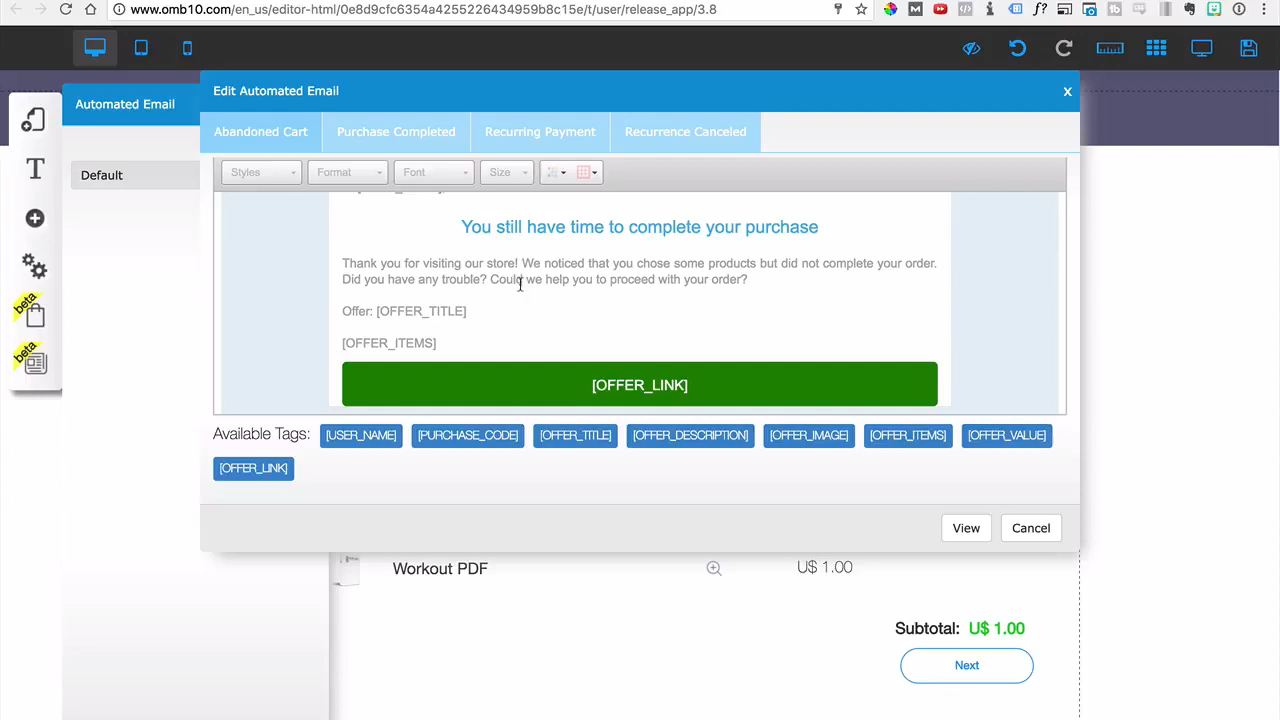 www.omb10.com/en_us/editor-html/0e8d9cfc6354a4255226434959b8c15e/t/user/release_app/3.8
Edit Automated Email
x
Automated Email
Abandoned Cart
Purchase Completed
Recurring Payment
Recurrence Canceled
Default
Styles
Format
Font
Size
You still have time to complete your purchase
Thank you for visiting our store! We noticed that you chose some products but did not complete your order.
Did you have any trouble? Could we help you to proceed with your order?
Offer: [OFFER_TITLE]
[OFFER_ITEMS]
[OFFER_LINK]
Available Tags:
[USER_NAME]
[PURCHASE_CODE]
[OFFER_TITLE]
[OFFER_DESCRIPTION]
[OFFER_IMAGE]
[OFFER_ITEMS]
[OFFER_VALUE]
[OFFER_LINK]
View
Cancel
beta
beta
Workout PDF
U$ 1.00
Subtotal: U$ 1.00
Next